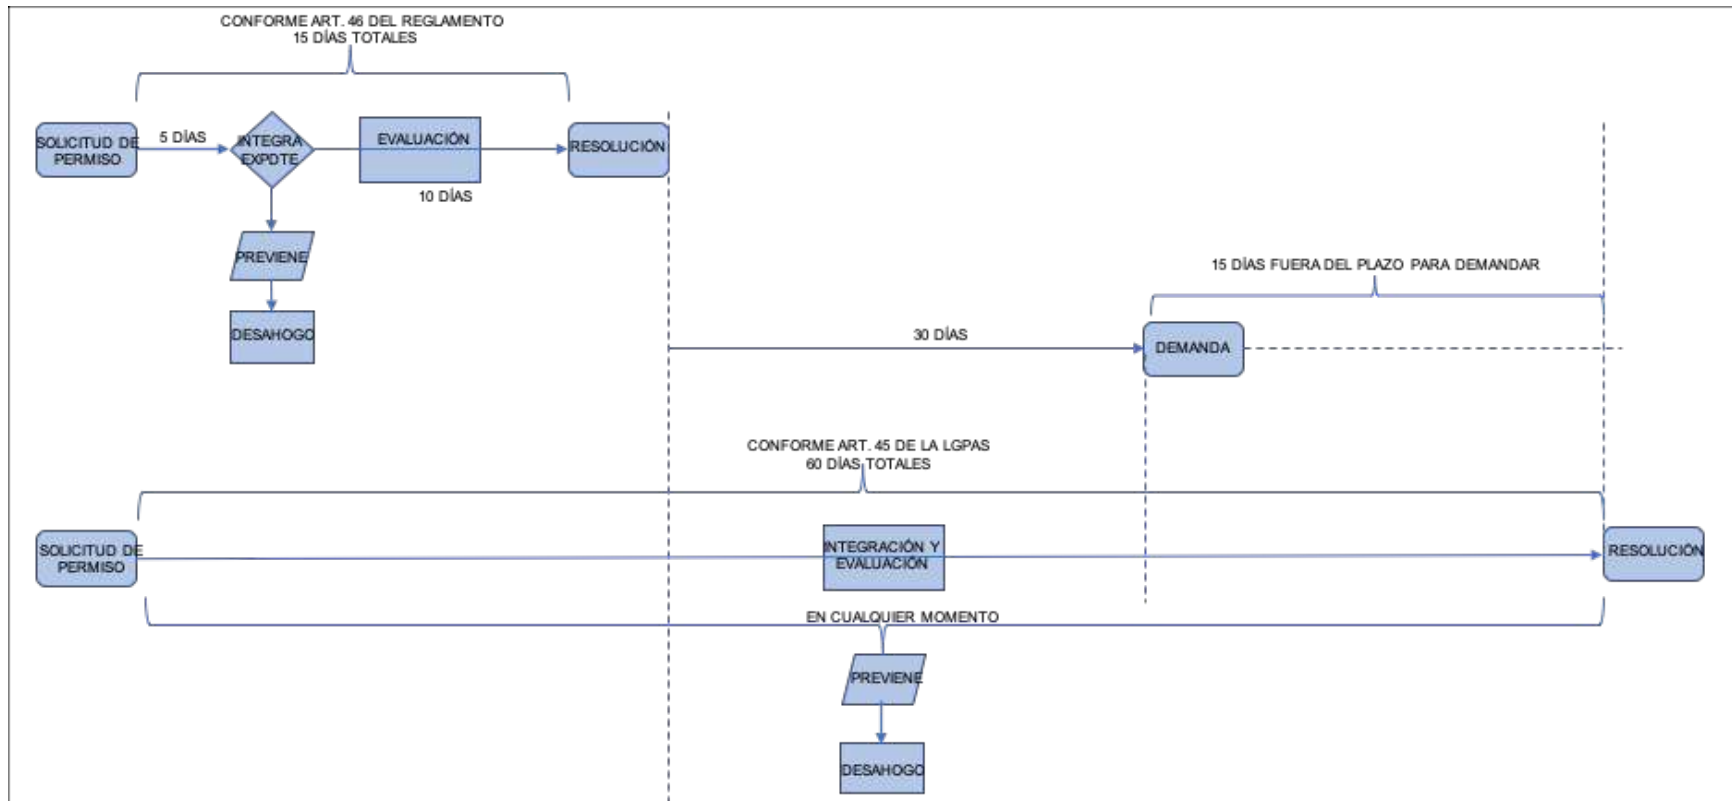 CONFORME ART. 46 DEL REGLAMENTO
15 DÍAS TOTALES
SOLICITUD DE
PERMISO
5 DÍAS
INTEGRA
EXPDTE
EVALUACIÓN
10 DÍAS
RESOLUCIÓN
PREVIENE
DESAHOGO
15 DÍAS FUERA DEL PLAZO PARA DEMANDAR
30 DÍAS
DEMANDA
CONFORME ART. 45 DE LA LGPAS
60 DÍAS TOTALES
SOLICITUD DE
PERMISO
INTEGRACIÓN Y
EVALUACIÓN
RESOLUCIÓN
EN CUALQUIER MOMENTO
PREVIENE
DESAHOGO